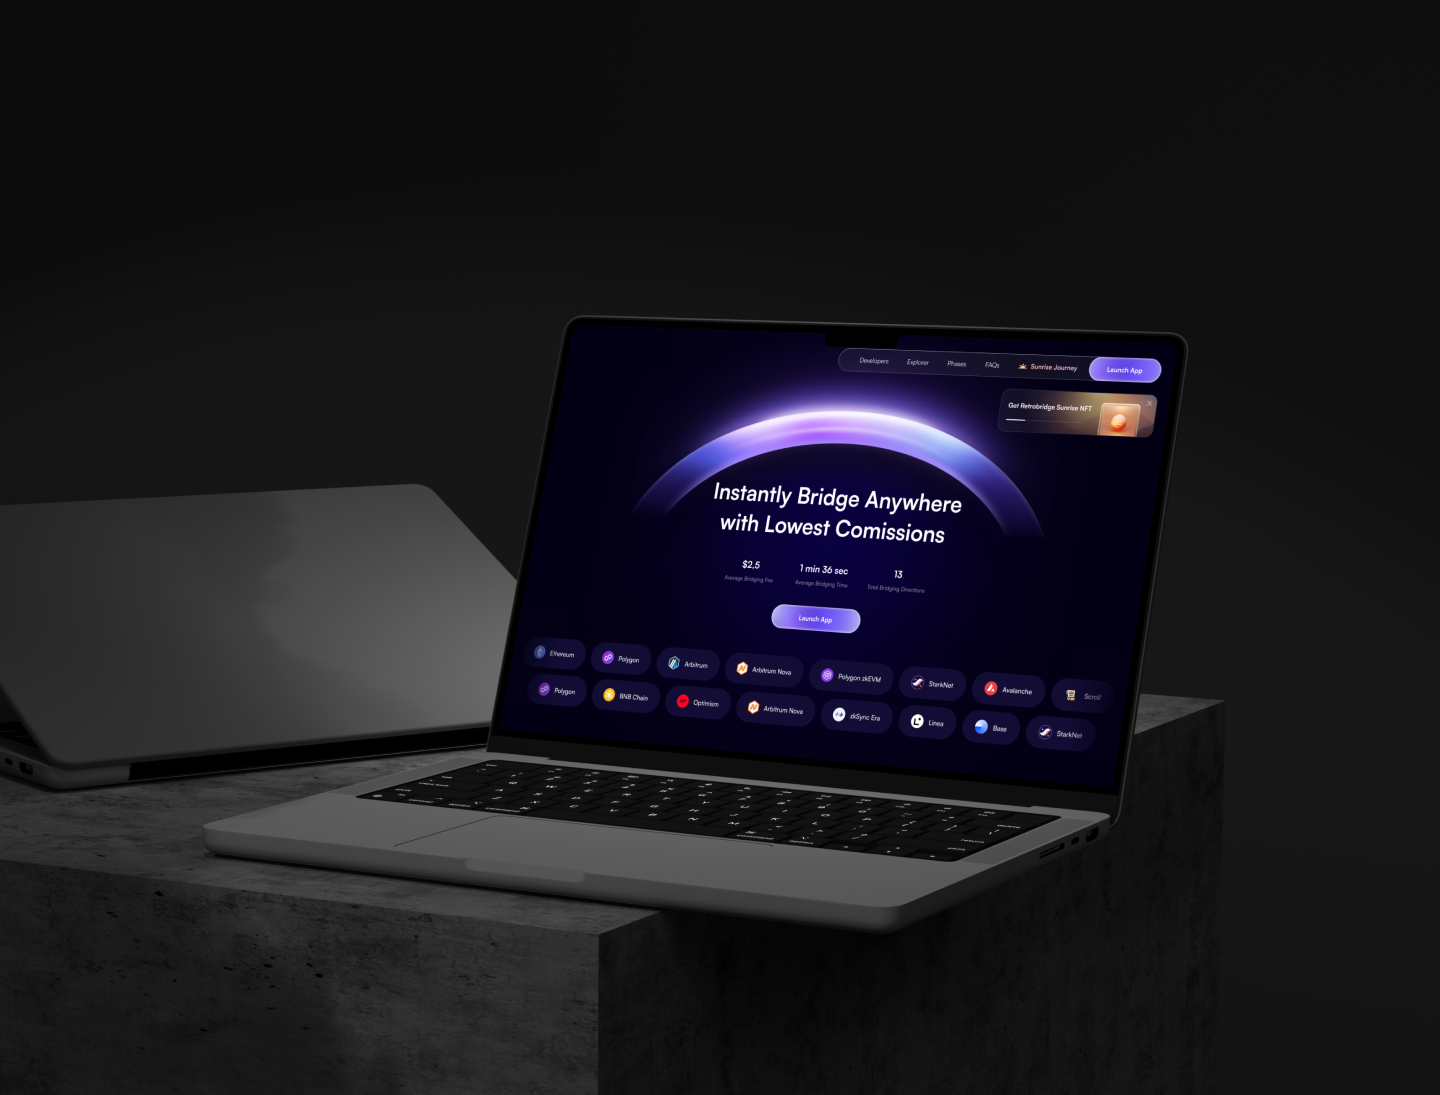 Developers
Explorer
Phases
FAQs
Sunrise Journey
Launch App
Get Retrobridge Sunrise NFT
Instantly Bridge Anywhere
with Lowest Comissions
$2,5
Average Bridging Fee
1 min 36 sec
Average Bridging Time
13
Total Bridging Directions
Launch App
Ethereum
Polygon
Arbitrum
Arbitrum Nova
Polygon zkEVM
StarkNet
Avalanche
Scroll
Polygon
BNB Chain
Optimism
Arbitrum Nova
zkSync Era
Linea
Base
StarkNet